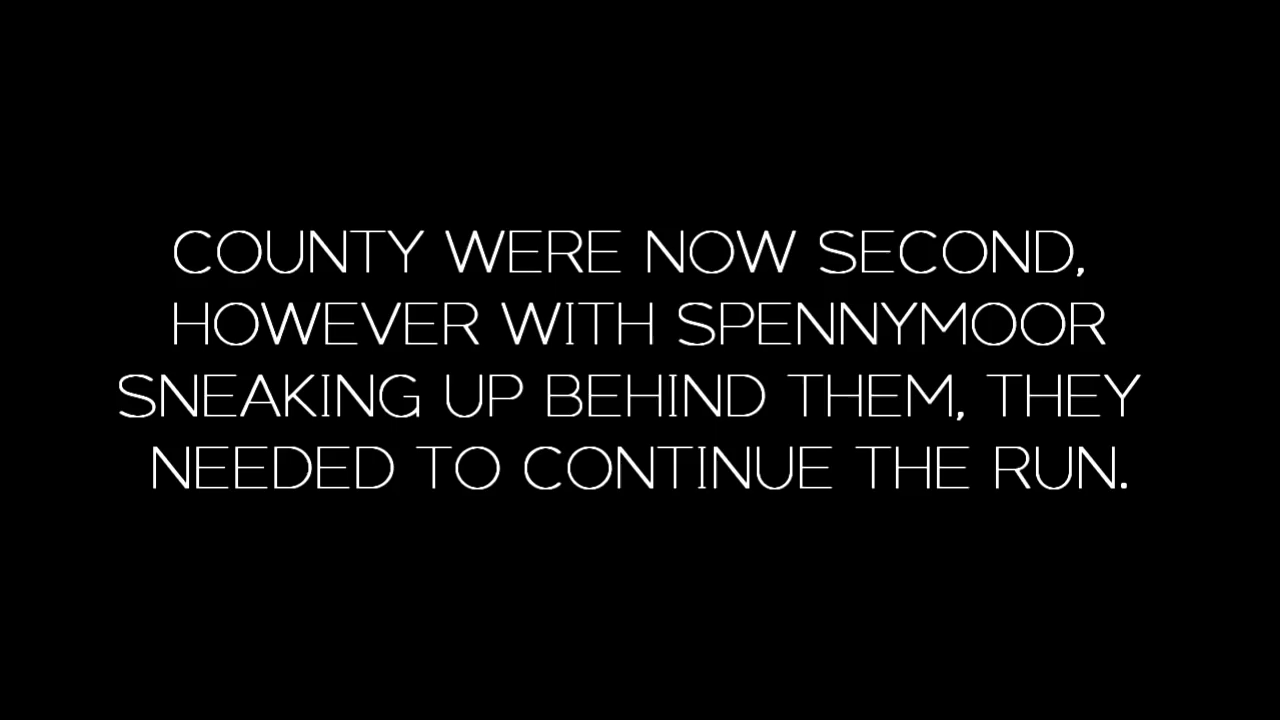 COUNTY WERE NOW SECOND,
HOWEVER WITH SPENNYMOOR
SNEAKING UP BEHIND THEM, THEY
NEEDED TO CONTINUE THE RUN.